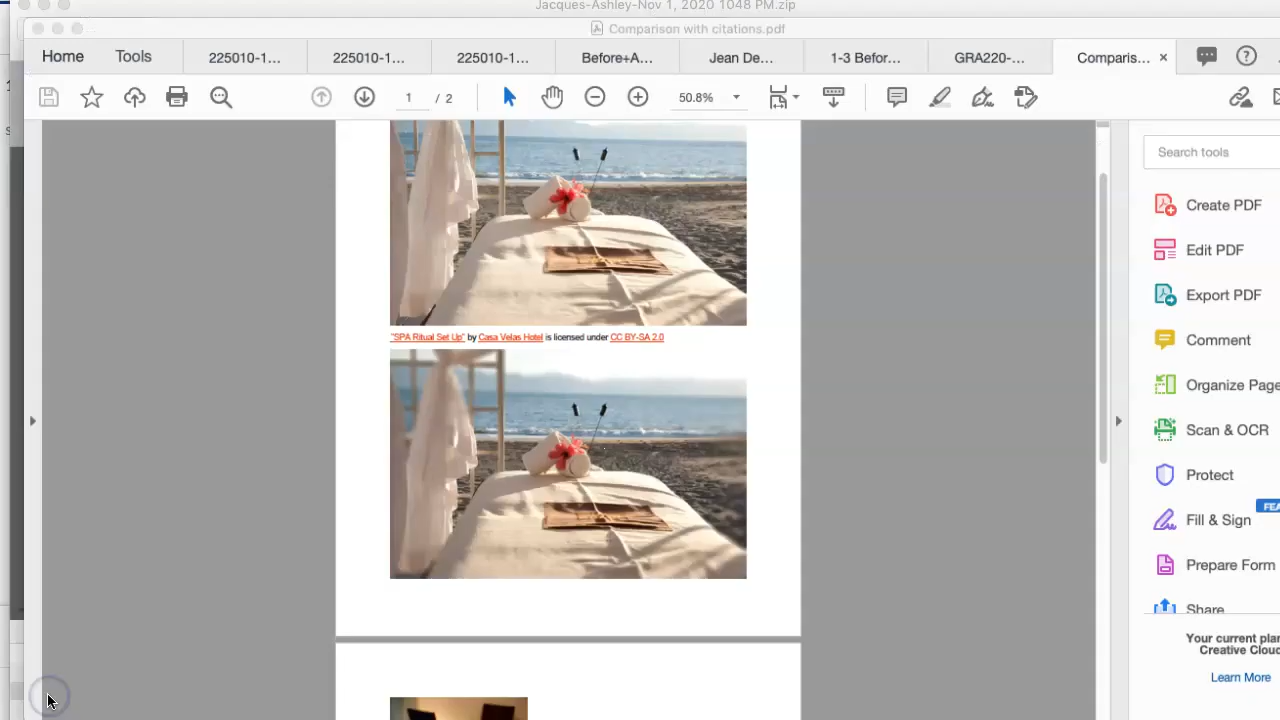 Jacques-Ashley-Nov 1, 2020 1048 PM.zip
Comparison with citations.pdf
Home Tools 225010-1... 225010-1... 225010-1... Before+A... Jean De... 1-3 Befor... GRA220-... Comparis... ×
1 / 2 50.8%
Search tools
Create PDF
Edit PDF
Export PDF
Comment
Organize Page
Scan & OCR
Protect
Fill & Sign
FEA
Prepare Form
Share
Your current plan
Creative Cloud
Learn More
"SPA Ritual Set Up" by Casa Velas Hotel is licensed under CC BY-SA 2.0